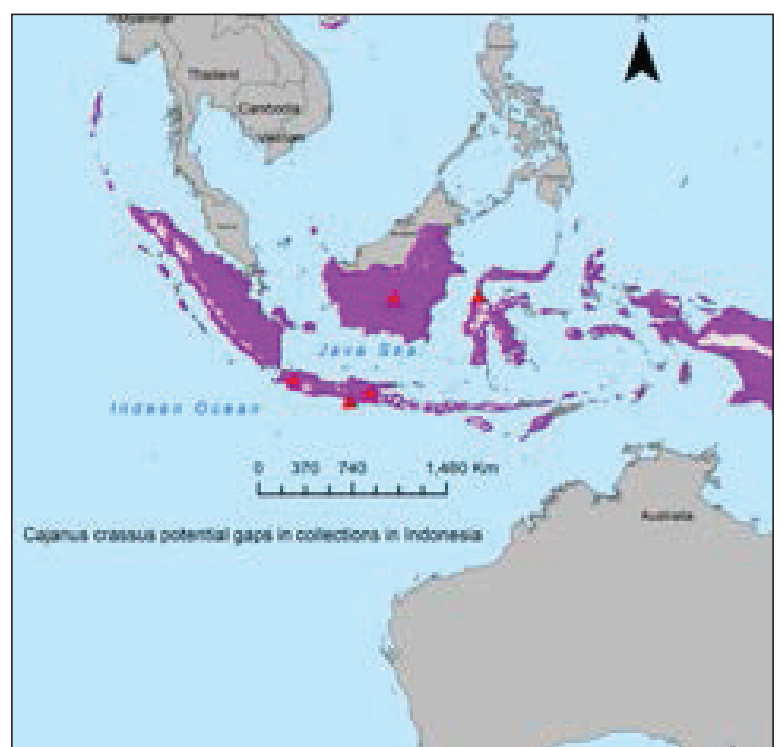 Myanmar
Thailand
Cambodia
Vietnam
Java Sea
Indean Ocean
0 370 740 1,480 Km
Cajanus crassus potential gaps in collections in Indonesia
Australia